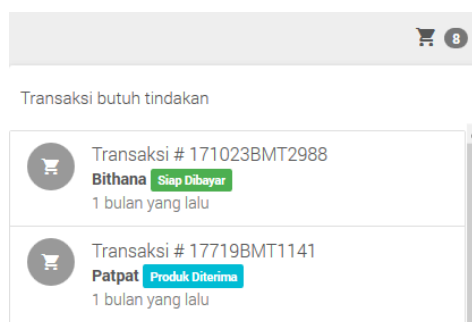 8
Transaksi butuh tindakan
Transaksi # 171023BMT2988
Bithana Siap Dibayar
1 bulan yang lalu
Transaksi # 17719BMT1141
Patpat Produk Diterima
1 bulan yang lalu